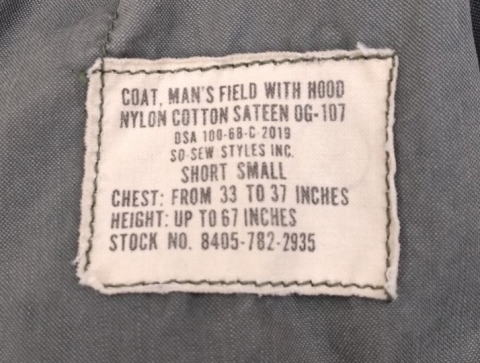 COAT, MAN'S FIELD WITH HOOD
NYLON COTTON SATEEN OG-107
DSA 100-68-C-2019
SO-SEW STYLES INC.
SHORT SMALL
CHEST: FROM 33 TO 37 INCHES
HEIGHT: UP TO 67 INCHES
STOCK NO. 8405-782-2935